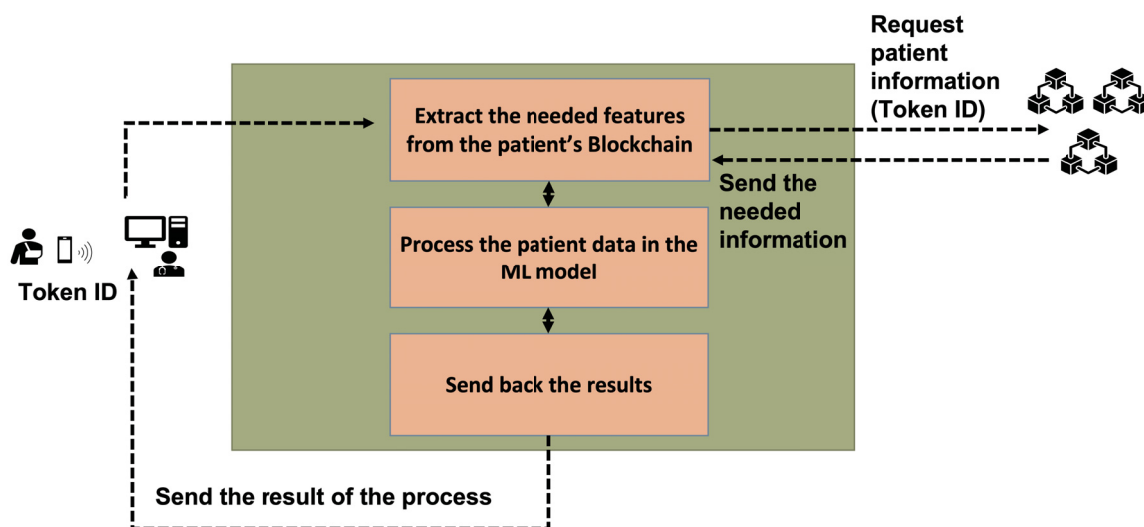 Request
patient
information
(Token ID)
Extract the needed features
from the patient's Blockchain
Send the
needed
information
Process the patient data in the
ML model
Token ID
Send back the results
Send the result of the process